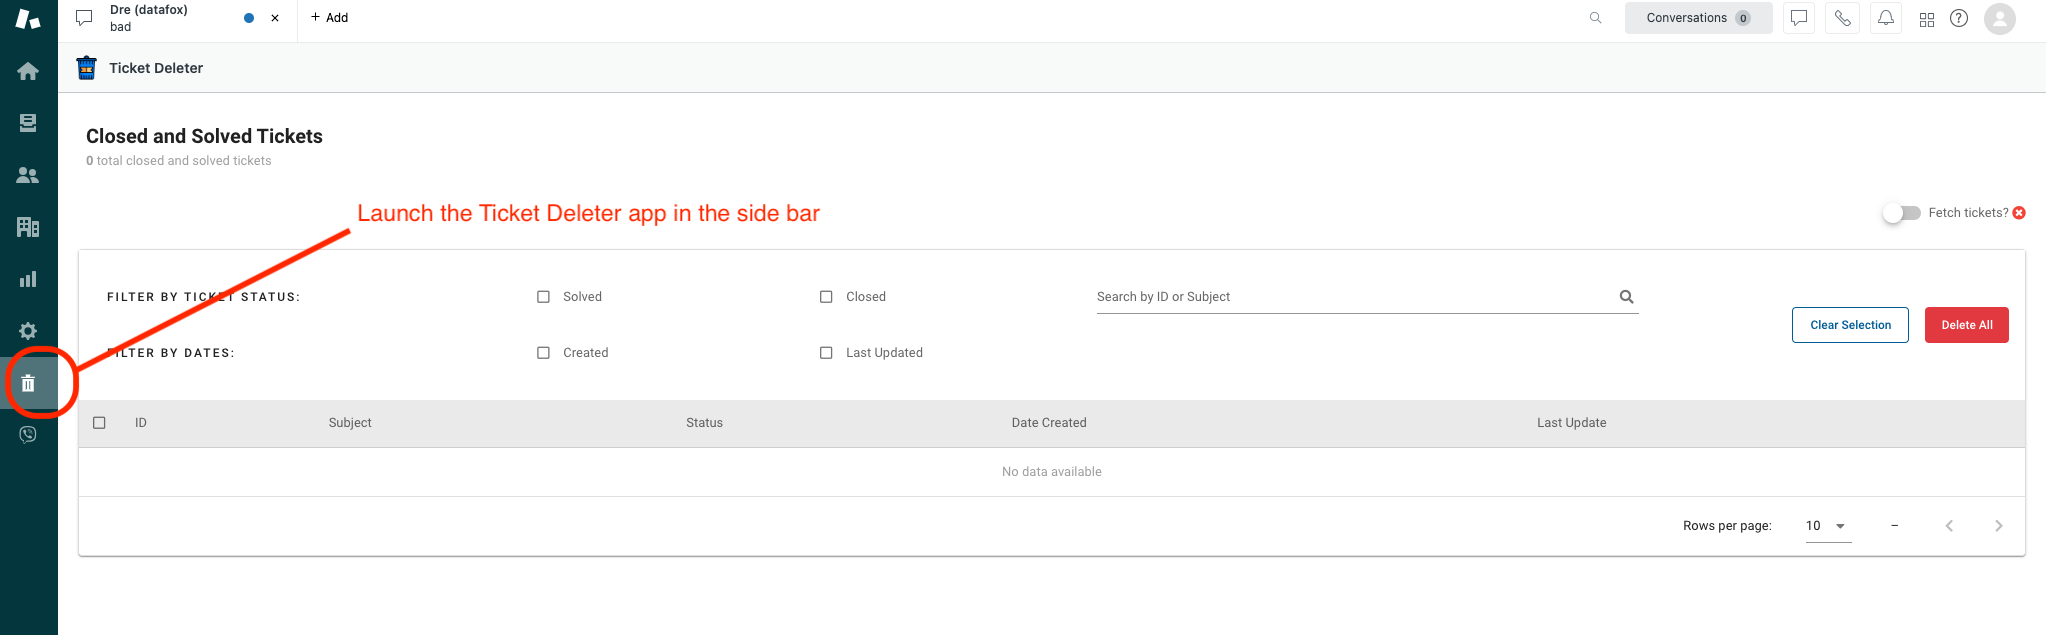 Dre (datafox)
bad
+ Add
Conversations 0
Ticket Deleter
Closed and Solved Tickets
0 total closed and solved tickets
Launch the Ticket Deleter app in the side bar
Fetch tickets?
FILTER BY TICKET STATUS:
Solved
Closed
Search by ID or Subject
Clear Selection
Delete All
FILTER BY DATES:
Created
Last Updated
ID
Subject
Status
Date Created
Last Update
No data available
Rows per page:
10
–